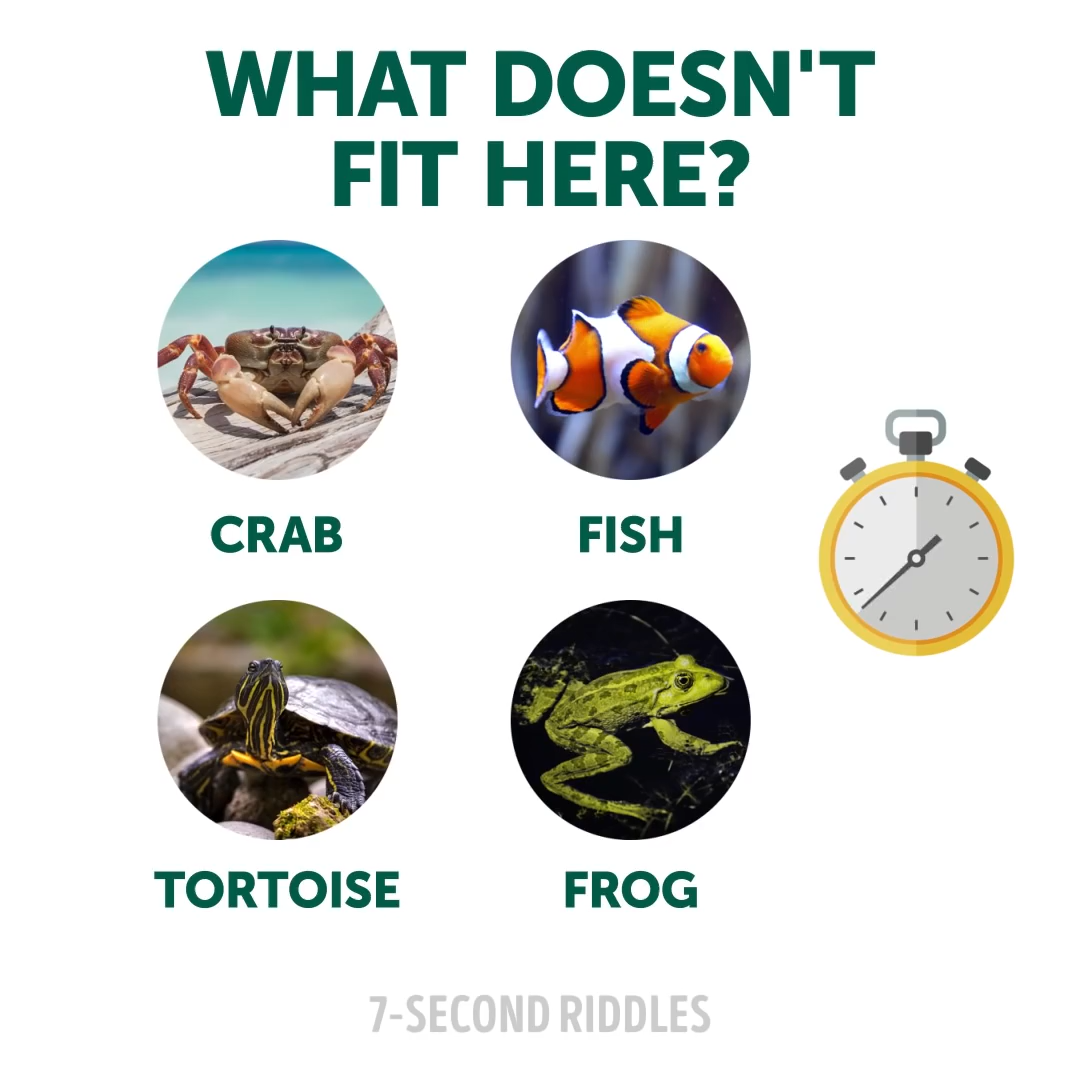 WHAT DOESN'T
FIT HERE?
CRAB
FISH
TORTOISE
FROG
7-SECOND RIDDLES